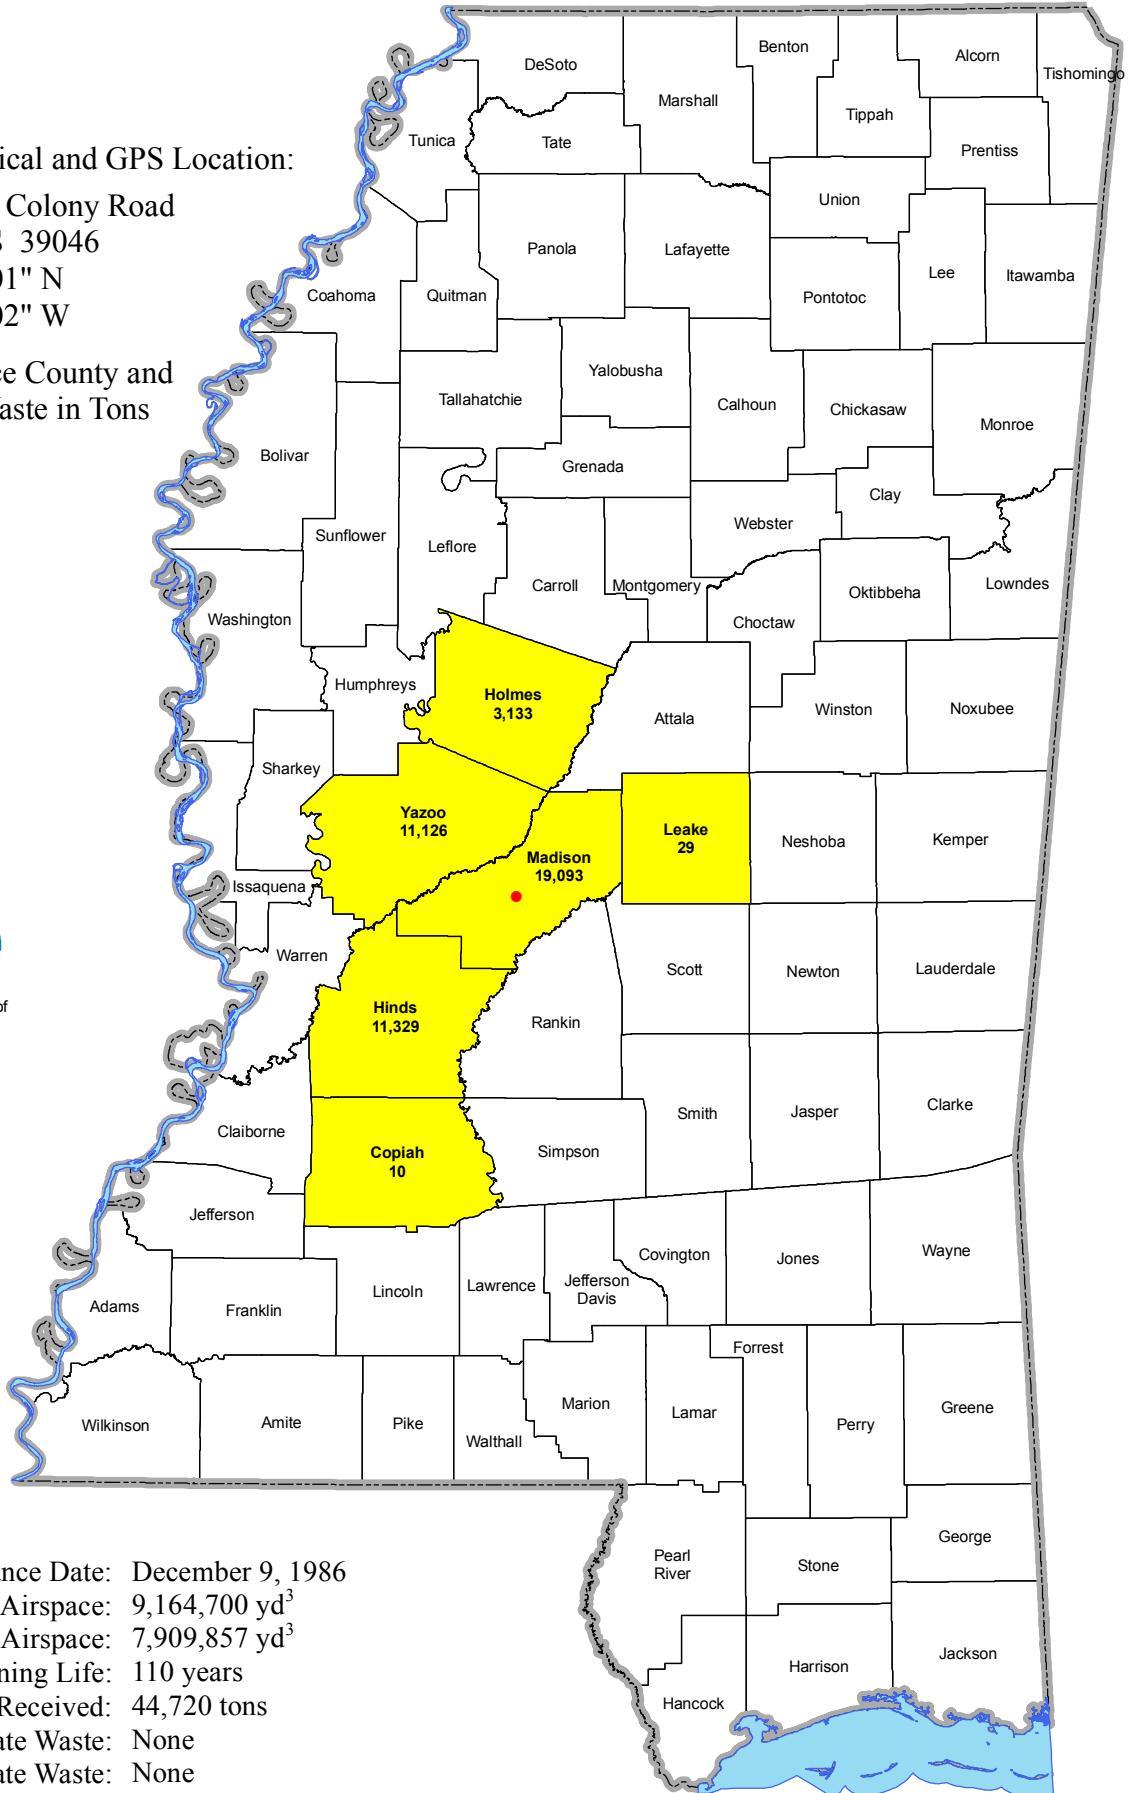 ical and GPS Location:
Colony Road
39046
01" N
02" W
ce County and
Waste in Tons
of
DeSoto
Marshall
Benton
Alcorn
Tishomingo
Tippah
Tunica
Tate
Prentiss
Union
Panola
Lafayette
Lee
Itawamba
Coahoma
Quitman
Pontotoc
Yalobusha
Tallahatchie
Calhoun
Chickasaw
Monroe
Bolivar
Grenada
Clay
Sunflower
Webster
Leflore
Carroll
Montgomery
Oktibbeha
Lowndes
Washington
Choctaw
Humphreys
Holmes
3,133
Attala
Winston
Noxubee
Sharkey
Yazoo
11,126
Leake
29
Neshoba
Kemper
Madison
19,093
Issaquena
Warren
Scott
Newton
Lauderdale
Hinds
11,329
Rankin
Smith
Jasper
Clarke
Claiborne
Copiah
10
Simpson
Jefferson
Covington
Jones
Wayne
Lincoln
Lawrence
Jefferson
Davis
Adams
Franklin
Forrest
Wilkinson
Amite
Pike
Walthall
Marion
Lamar
Perry
Greene
Pearl
River
Stone
George
Harrison
Jackson
Hancock
ance Date: December 9, 1986
Airspace: 9,164,700 yd³
Airspace: 7,909,857 yd³
ning Life: 110 years
Received: 44,720 tons
ate Waste: None
ate Waste: None